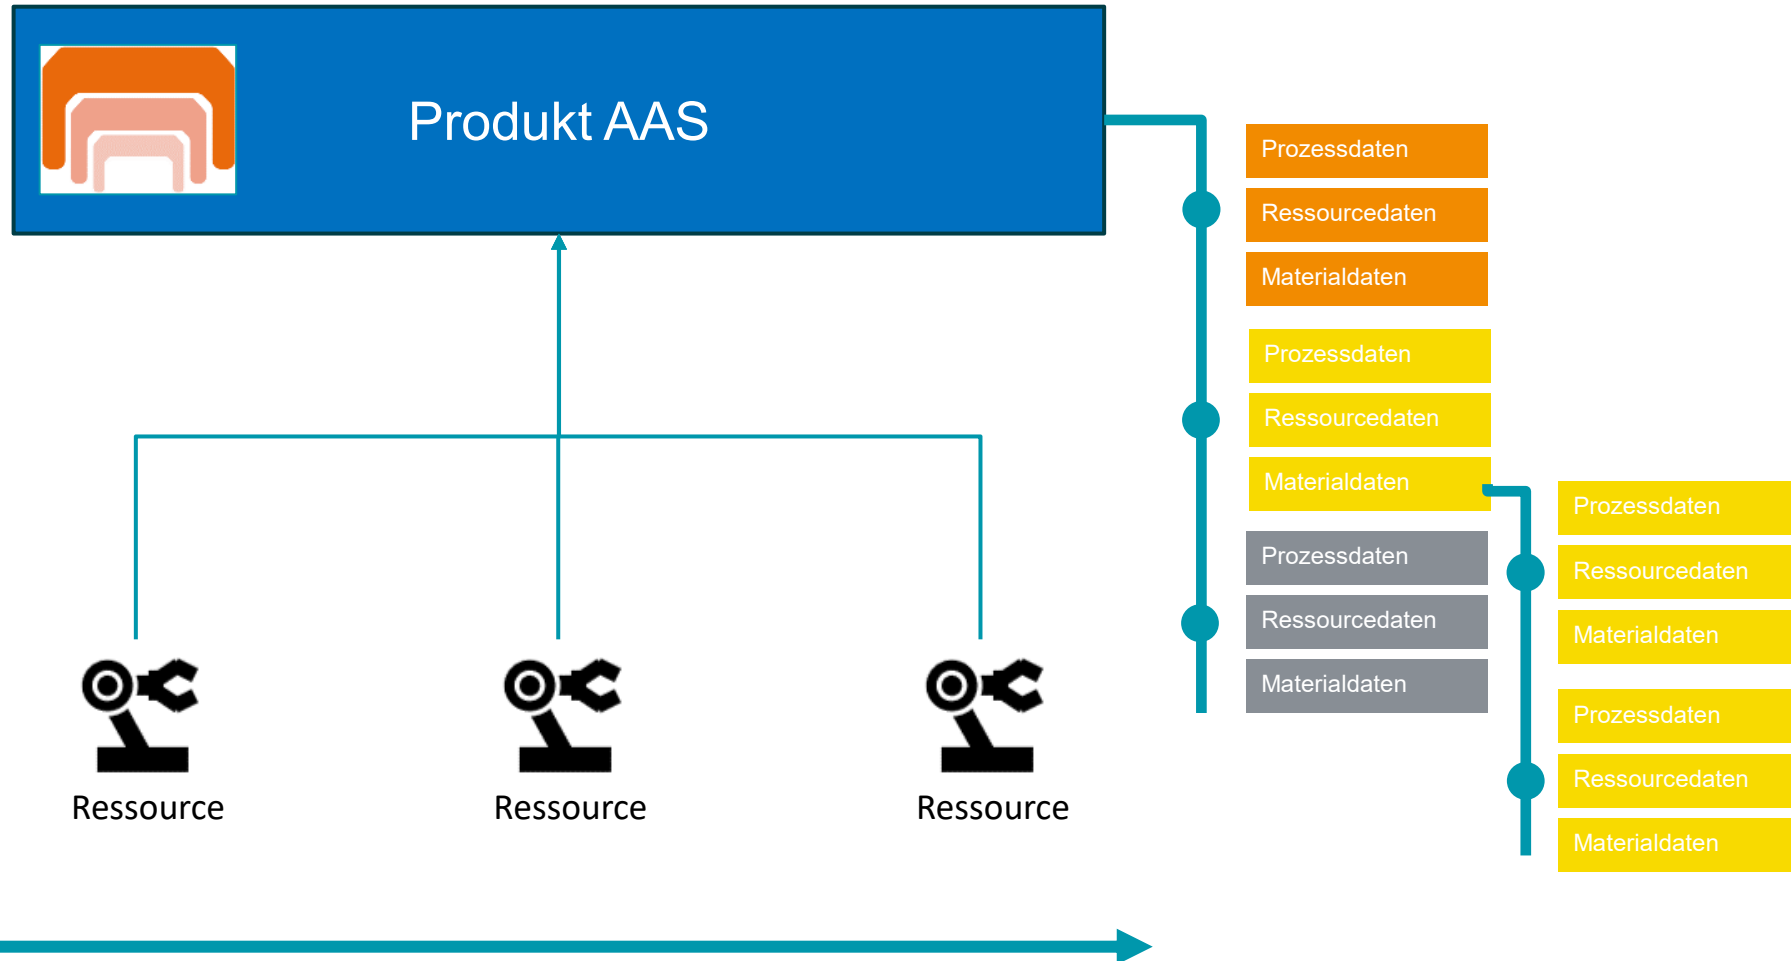 Produkt AAS
Prozessdaten
Ressourcedaten
Materialdaten
Prozessdaten
Ressourcedaten
Materialdaten
Prozessdaten
Ressourcedaten
Materialdaten
Prozessdaten
Ressourcedaten
Materialdaten
Prozessdaten
Ressourcedaten
Materialdaten
Ressource
Ressource
Ressource